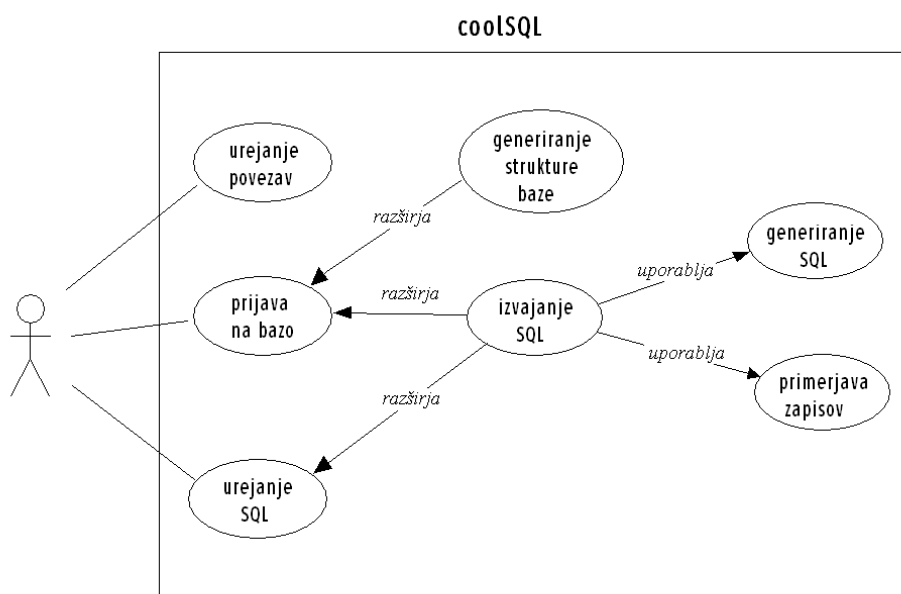 coolSQL
urejanje
povezav
generiranje
strukture
baze
razširja
generiranje
SQL
uporablja
prijava
na bazo
razširja
izvajanje
SQL
uporablja
primerjava
zapisov
razširja
urejanje
SQL